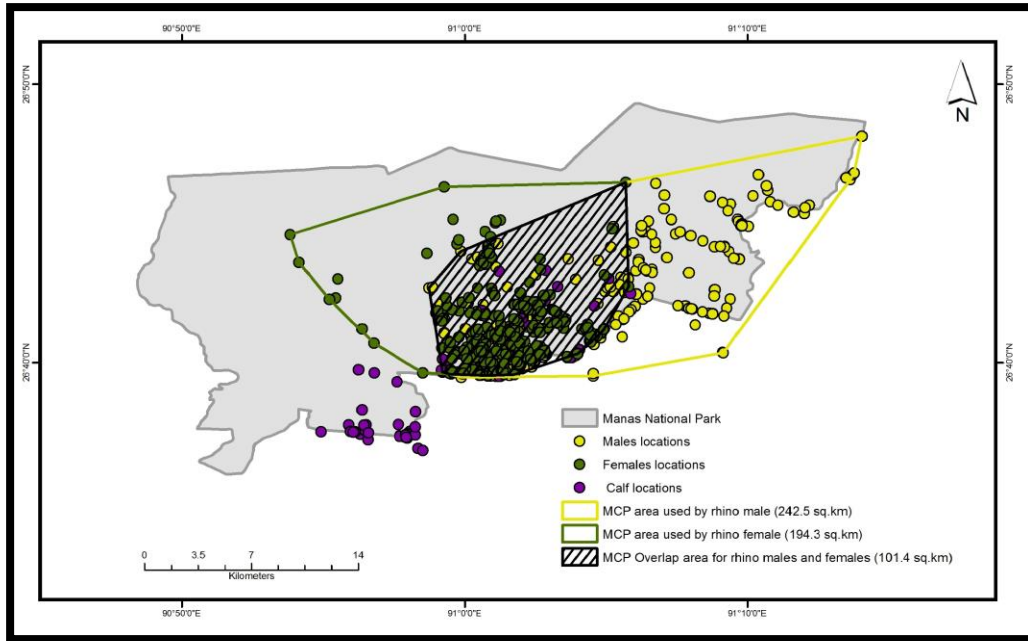 90°50'0"E 91°0'0"E 91°10'0"E
26°50'0"N 26°50'0"N
N
26°40'0"N 26°40'0"N
Manas National Park
Males locations
Females locations
Calf locations
MCP area used by rhino male (242.5 sq.km)
MCP area used by rhino female (194.3 sq.km)
MCP Overlap area for rhino males and females (101.4 sq.km)
0 3.5 7 14
Kilometers
90°50'0"E 91°0'0"E 91°10'0"E